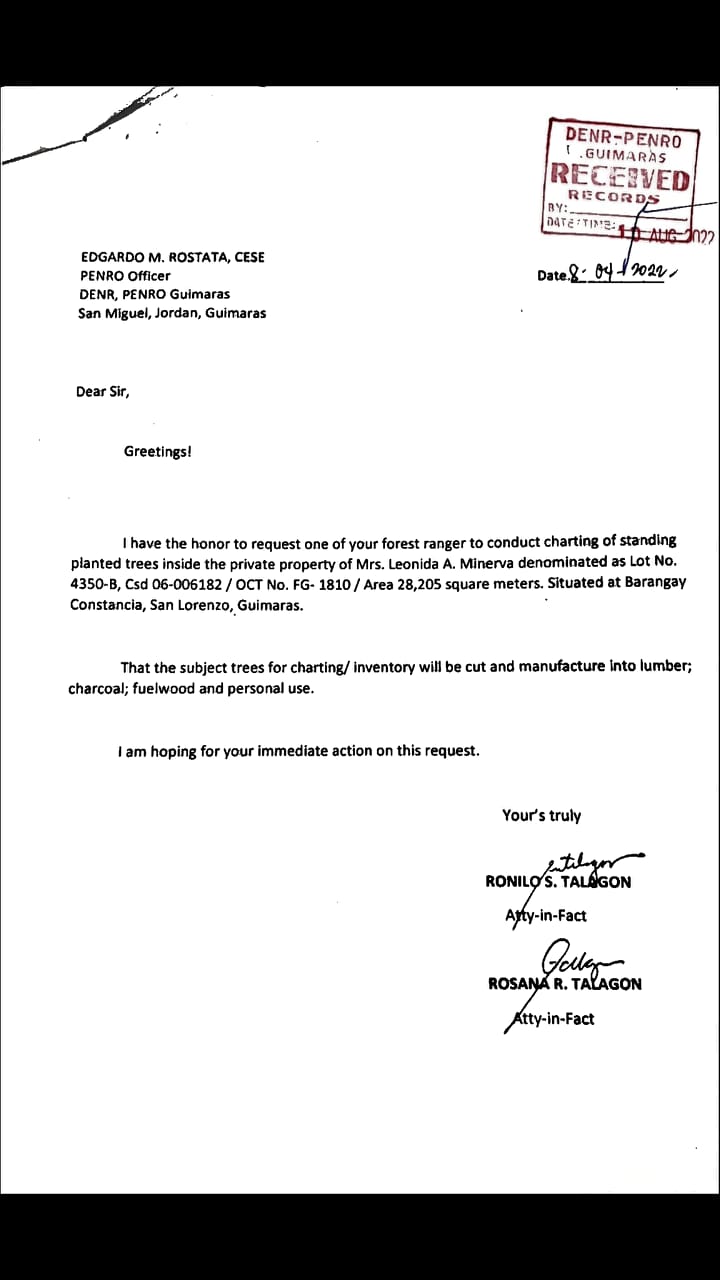 DENR-PENRO
GUIMARAS
RECEIVED
RECORDS
BY:
DATE/TIME: 10 AUG 2022
EDGARDO M. ROSTATA, CESE
PENRO Officer
DENR, PENRO Guimaras
San Miguel, Jordan, Guimaras
Date. 8-04-2022
Dear Sir,
Greetings!
I have the honor to request one of your forest ranger to conduct charting of standing
planted trees inside the private property of Mrs. Leonida A. Minerva denominated as Lot No.
4350-B, Csd 06-006182 / OCT No. FG- 1810 / Area 28,205 square meters. Situated at Barangay
Constancia, San Lorenzo, Guimaras.
That the subject trees for charting/ inventory will be cut and manufacture into lumber;
charcoal; fuelwood and personal use.
I am hoping for your immediate action on this request.
Your's truly
RONILO S. TALAGON
Atty-in-Fact
ROSANA R. TALAGON
Atty-in-Fact